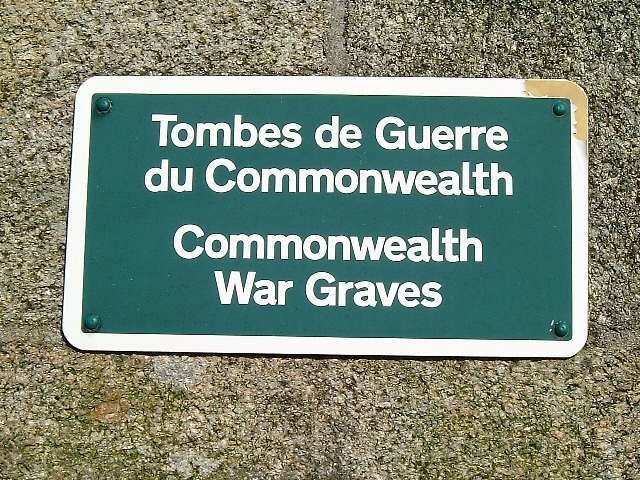 Tombes de Guerre
du Commonwealth
Commonwealth
War Graves